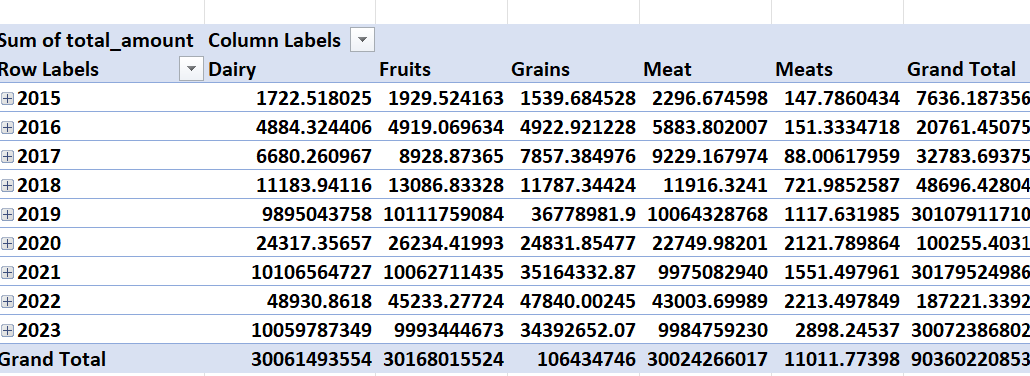 Sum of total_amount Column Labels
Row Labels Dairy Fruits Grains Meat Meats Grand Total
2015 1722.518025 1929.524163 1539.684528 2296.674598 147.7860434 7636.187356
2016 4884.324406 4919.069634 4922.921228 5883.802007 151.3334718 20761.45075
2017 6680.260967 8928.87365 7857.384976 9229.167974 88.00617959 32783.69375
2018 11183.94116 13086.83328 11787.34424 11916.3241 721.9852587 48696.42804
2019 9895043758 10111759084 36778981.9 10064328768 1117.631985 30107911710
2020 24317.35657 26234.41993 24831.85477 22749.98201 2121.789864 100255.4031
2021 10106564727 10062711435 35164332.87 9975082940 1551.497961 30179524986
2022 48930.8618 45233.27724 47840.00245 43003.69989 2213.497849 187221.3392
2023 10059787349 9993444673 34392652.07 9984759230 2898.24537 30072386802
Grand Total 30061493554 30168015524 106434746 30024266017 11011.77398 90360220853